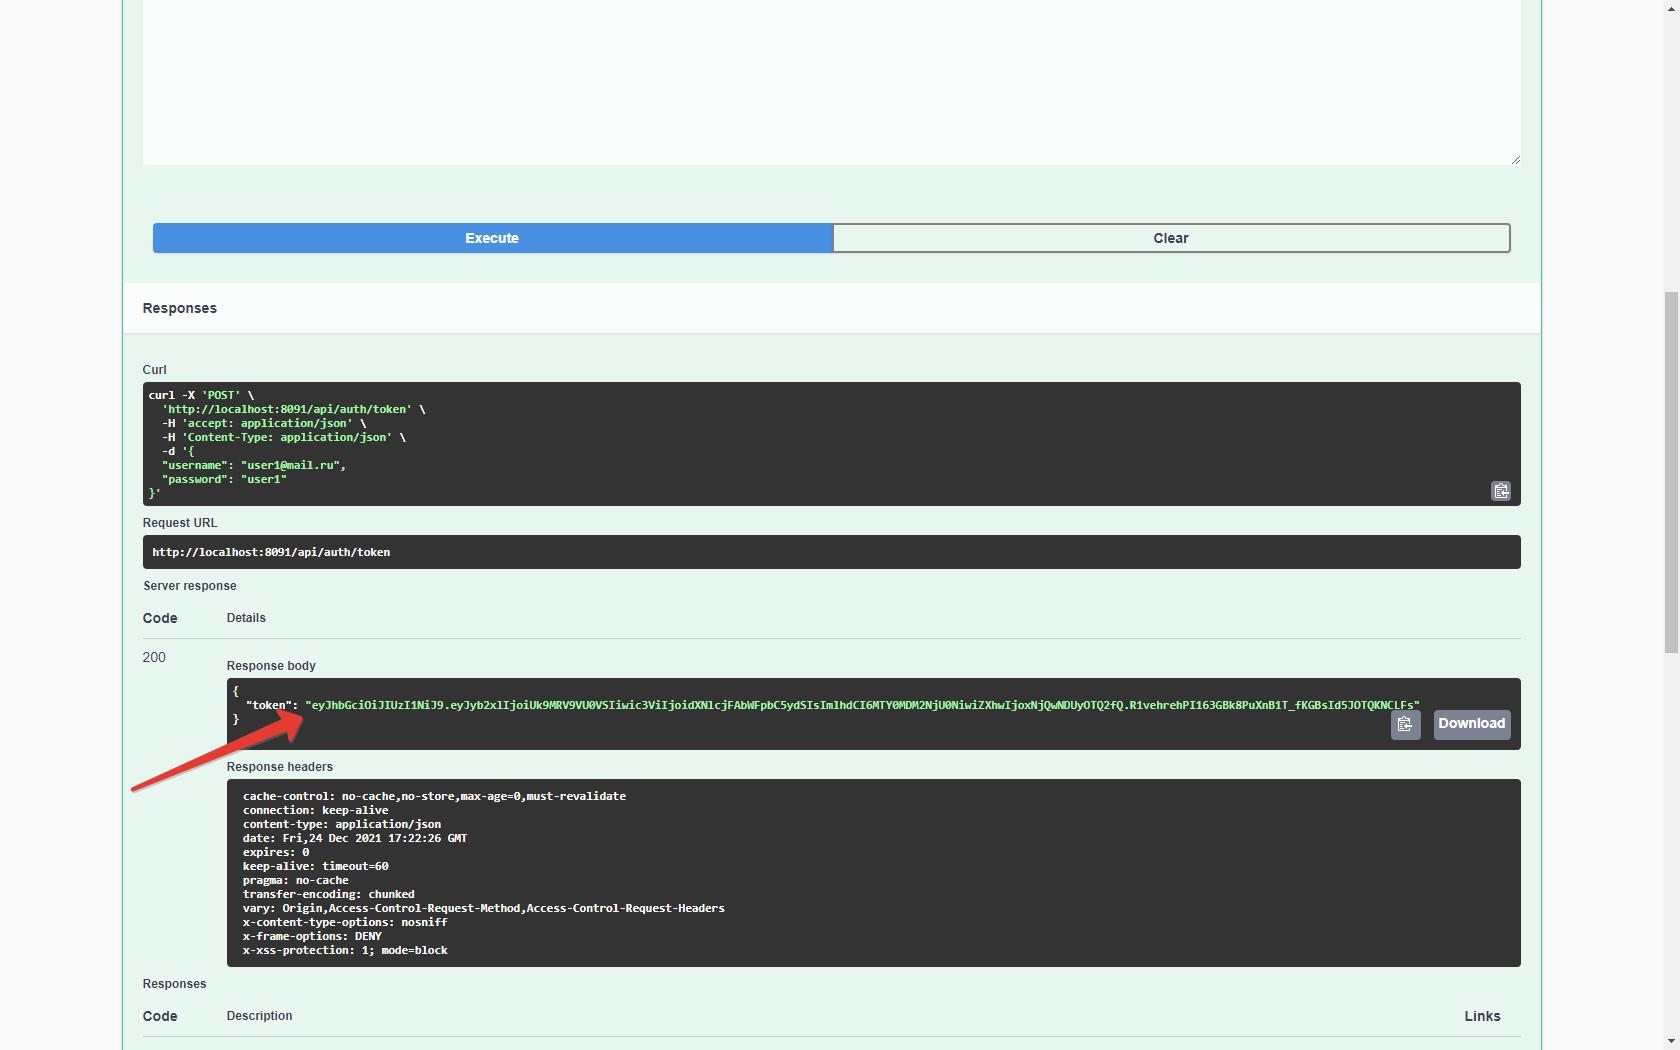 Execute
Clear
Responses
Curl
curl -X 'POST' \
'http://localhost:8091/api/auth/token' \
-H 'accept: application/json' \
-H 'Content-Type: application/json' \
-d '{
"username": "user1@mail.ru",
"password": "user1"
}'
Request URL
http://localhost:8091/api/auth/token
Server response
Code Details
200
Response body
{
"token": "eyJhbGciOiJIUzI1NiJ9.eyJyb2xlIjoiUk9MRV9VU0VSIiwic3ViIjoidXNlcjFAbWFpbC5ydSIsImlhdCI6MTY0MDM2NjU0NiwiZXhwIjoxNjQwNDUyOTQ2fQ.R1vehrehPI163GBk8PuXnB1T_fKGBsId5JOTQKNCLFs"
}
Download
Response headers
cache-control: no-cache,no-store,max-age=0,must-revalidate
connection: keep-alive
content-type: application/json
date: Fri,24 Dec 2021 17:22:26 GMT
expires: 0
keep-alive: timeout=60
pragma: no-cache
transfer-encoding: chunked
vary: Origin,Access-Control-Request-Method,Access-Control-Request-Headers
x-content-type-options: nosniff
x-frame-options: DENY
x-xss-protection: 1; mode=block
Responses
Code Description Links